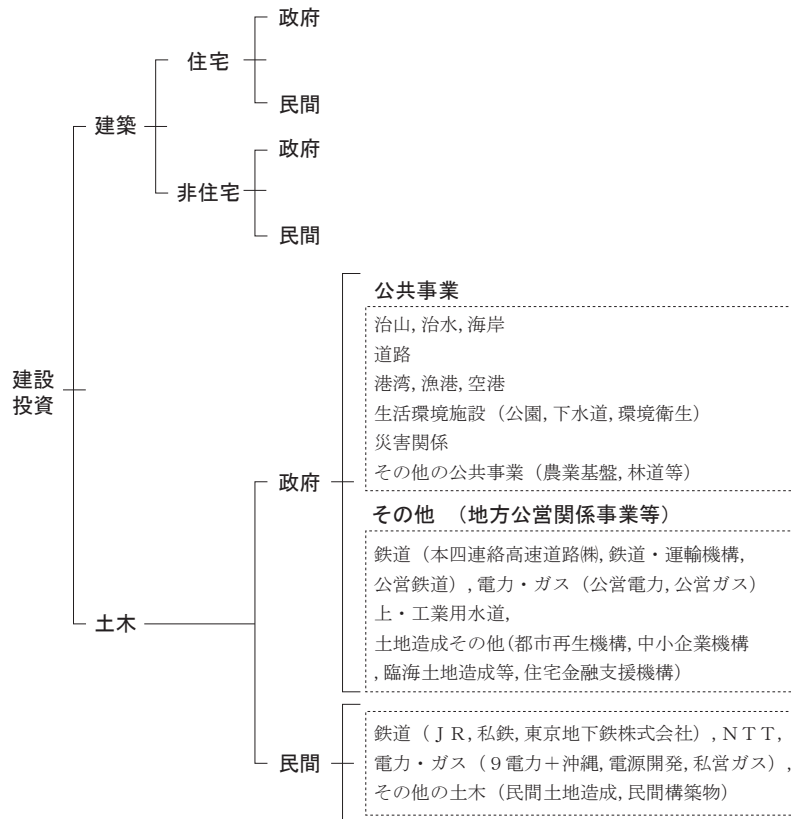 政府
住宅
民間
建築
政府
非住宅
民間
公共事業
治山, 治水, 海岸
道路
港湾, 漁港, 空港
生活環境施設（公園, 下水道, 環境衛生）
災害関係
その他の公共事業（農業基盤, 林道等）
建設
投資
政府
その他　（地方公営関係事業等）
鉄道（本四連絡高速道路㈱, 鉄道・運輸機構,
公営鉄道）, 電力・ガス（公営電力, 公営ガス）
上・工業用水道,
土地造成その他(都市再生機構, 中小企業機構
, 臨海土地造成等, 住宅金融支援機構）
土木
民間
鉄道（ＪＲ, 私鉄, 東京地下鉄株式会社）, ＮＴＴ,
電力・ガス（９電力＋沖縄, 電源開発, 私営ガス）,
その他の土木（民間土地造成, 民間構築物）